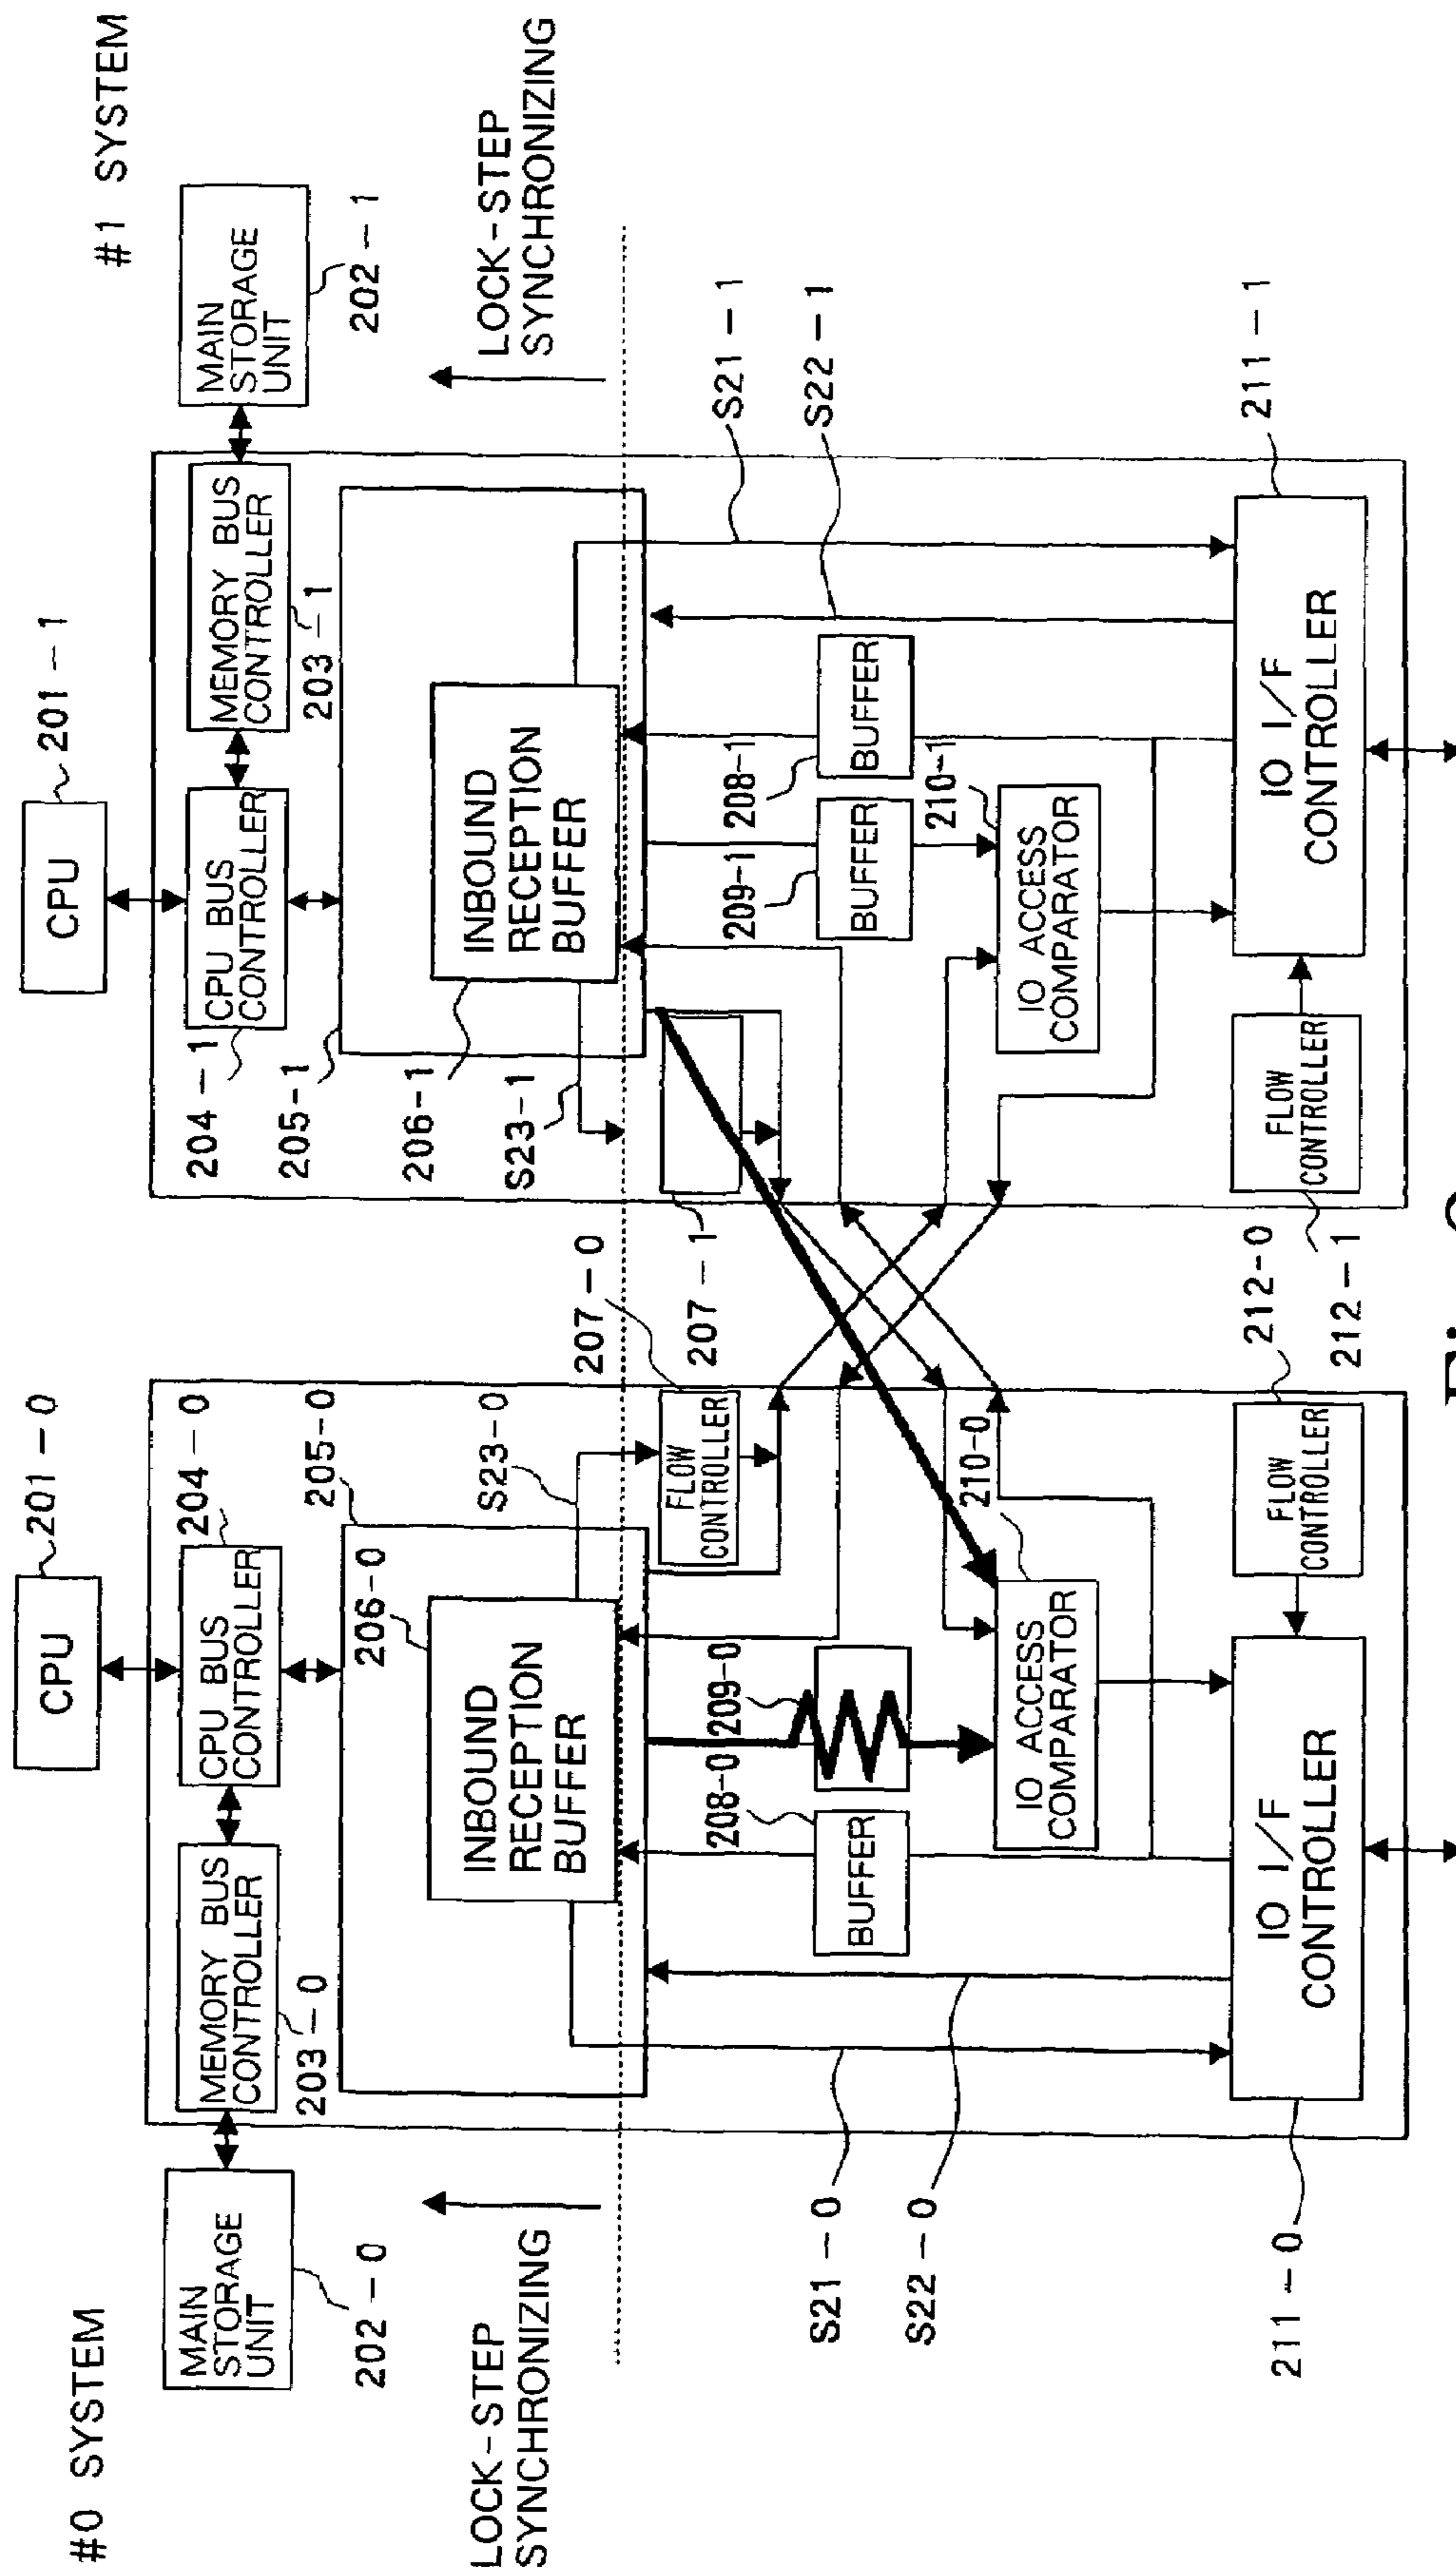 #0 SYSTEM
#1 SYSTEM
CPU
201-0
CPU
201-1
MAIN
STORAGE
UNIT
202-0
MEMORY BUS
CONTROLLER
203-0
CPU BUS
CONTROLLER
204-0
205-0
CPU BUS
CONTROLLER
204-1
MEMORY BUS
CONTROLLER
203-1
MAIN
STORAGE
UNIT
202-1
205-1
206-0
INBOUND
RECEPTION
BUFFER
S23-0
INBOUND
RECEPTION
BUFFER
206-1
S23-1
LOCK-STEP
SYNCHRONIZING
LOCK-STEP
SYNCHRONIZING
207-0
207-1
FLOW
CONTROLLER
S21-0
S22-0
208-0
209-0
BUFFER
209-1
208-1
BUFFER
BUFFER
S21-1
S22-1
210-0
IO ACCESS
COMPARATOR
210-1
IO ACCESS
COMPARATOR
211-0
IO I/F
CONTROLLER
FLOW
CONTROLLER
212-0
FLOW
CONTROLLER
212-1
IO I/F
CONTROLLER
211-1